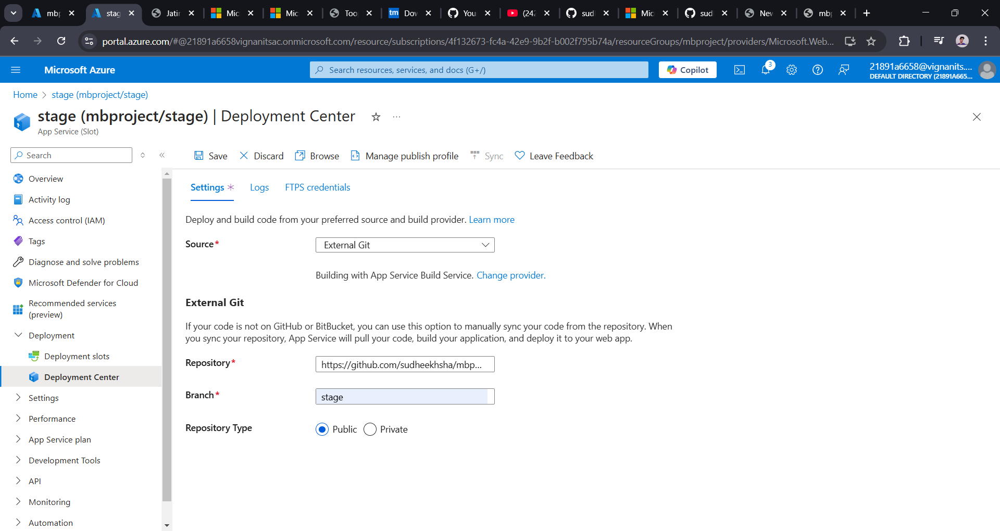 mbp
stag
Jatin
Mic
Mic
Too
tm
Dow
You
(242
sud
Mic
sud
New
mbp
portal.azure.com/#@21891a6658vignanitsac.onmicrosoft.com/resource/subscriptions/4f132673-fc4a-42e9-9b2f-b002f795b74a/resourceGroups/mbproject/providers/Microsoft.Web...
Microsoft Azure
Search resources, services, and docs (G+/)
Copilot
3
21891a6658@vignanits....
DEFAULT DIRECTORY (21891A665...
Home > stage (mbproject/stage)
stage (mbproject/stage) | Deployment Center
...
App Service (Slot)
Search
Save
Discard
Browse
Manage publish profile
Sync
Leave Feedback
Overview
Activity log
Access control (IAM)
Tags
Diagnose and solve problems
Microsoft Defender for Cloud
Recommended services
(preview)
Deployment
Deployment slots
Deployment Center
Settings
Performance
App Service plan
Development Tools
API
Monitoring
Automation
Settings *
Logs
FTPS credentials
Deploy and build code from your preferred source and build provider. Learn more
Source*
External Git
Building with App Service Build Service. Change provider.
External Git
If your code is not on GitHub or BitBucket, you can use this option to manually sync your code from the repository. When
you sync your repository, App Service will pull your code, build your application, and deploy it to your web app.
Repository*
https://github.com/sudheekhsha/mbp...
Branch*
stage
Repository Type
Public
Private